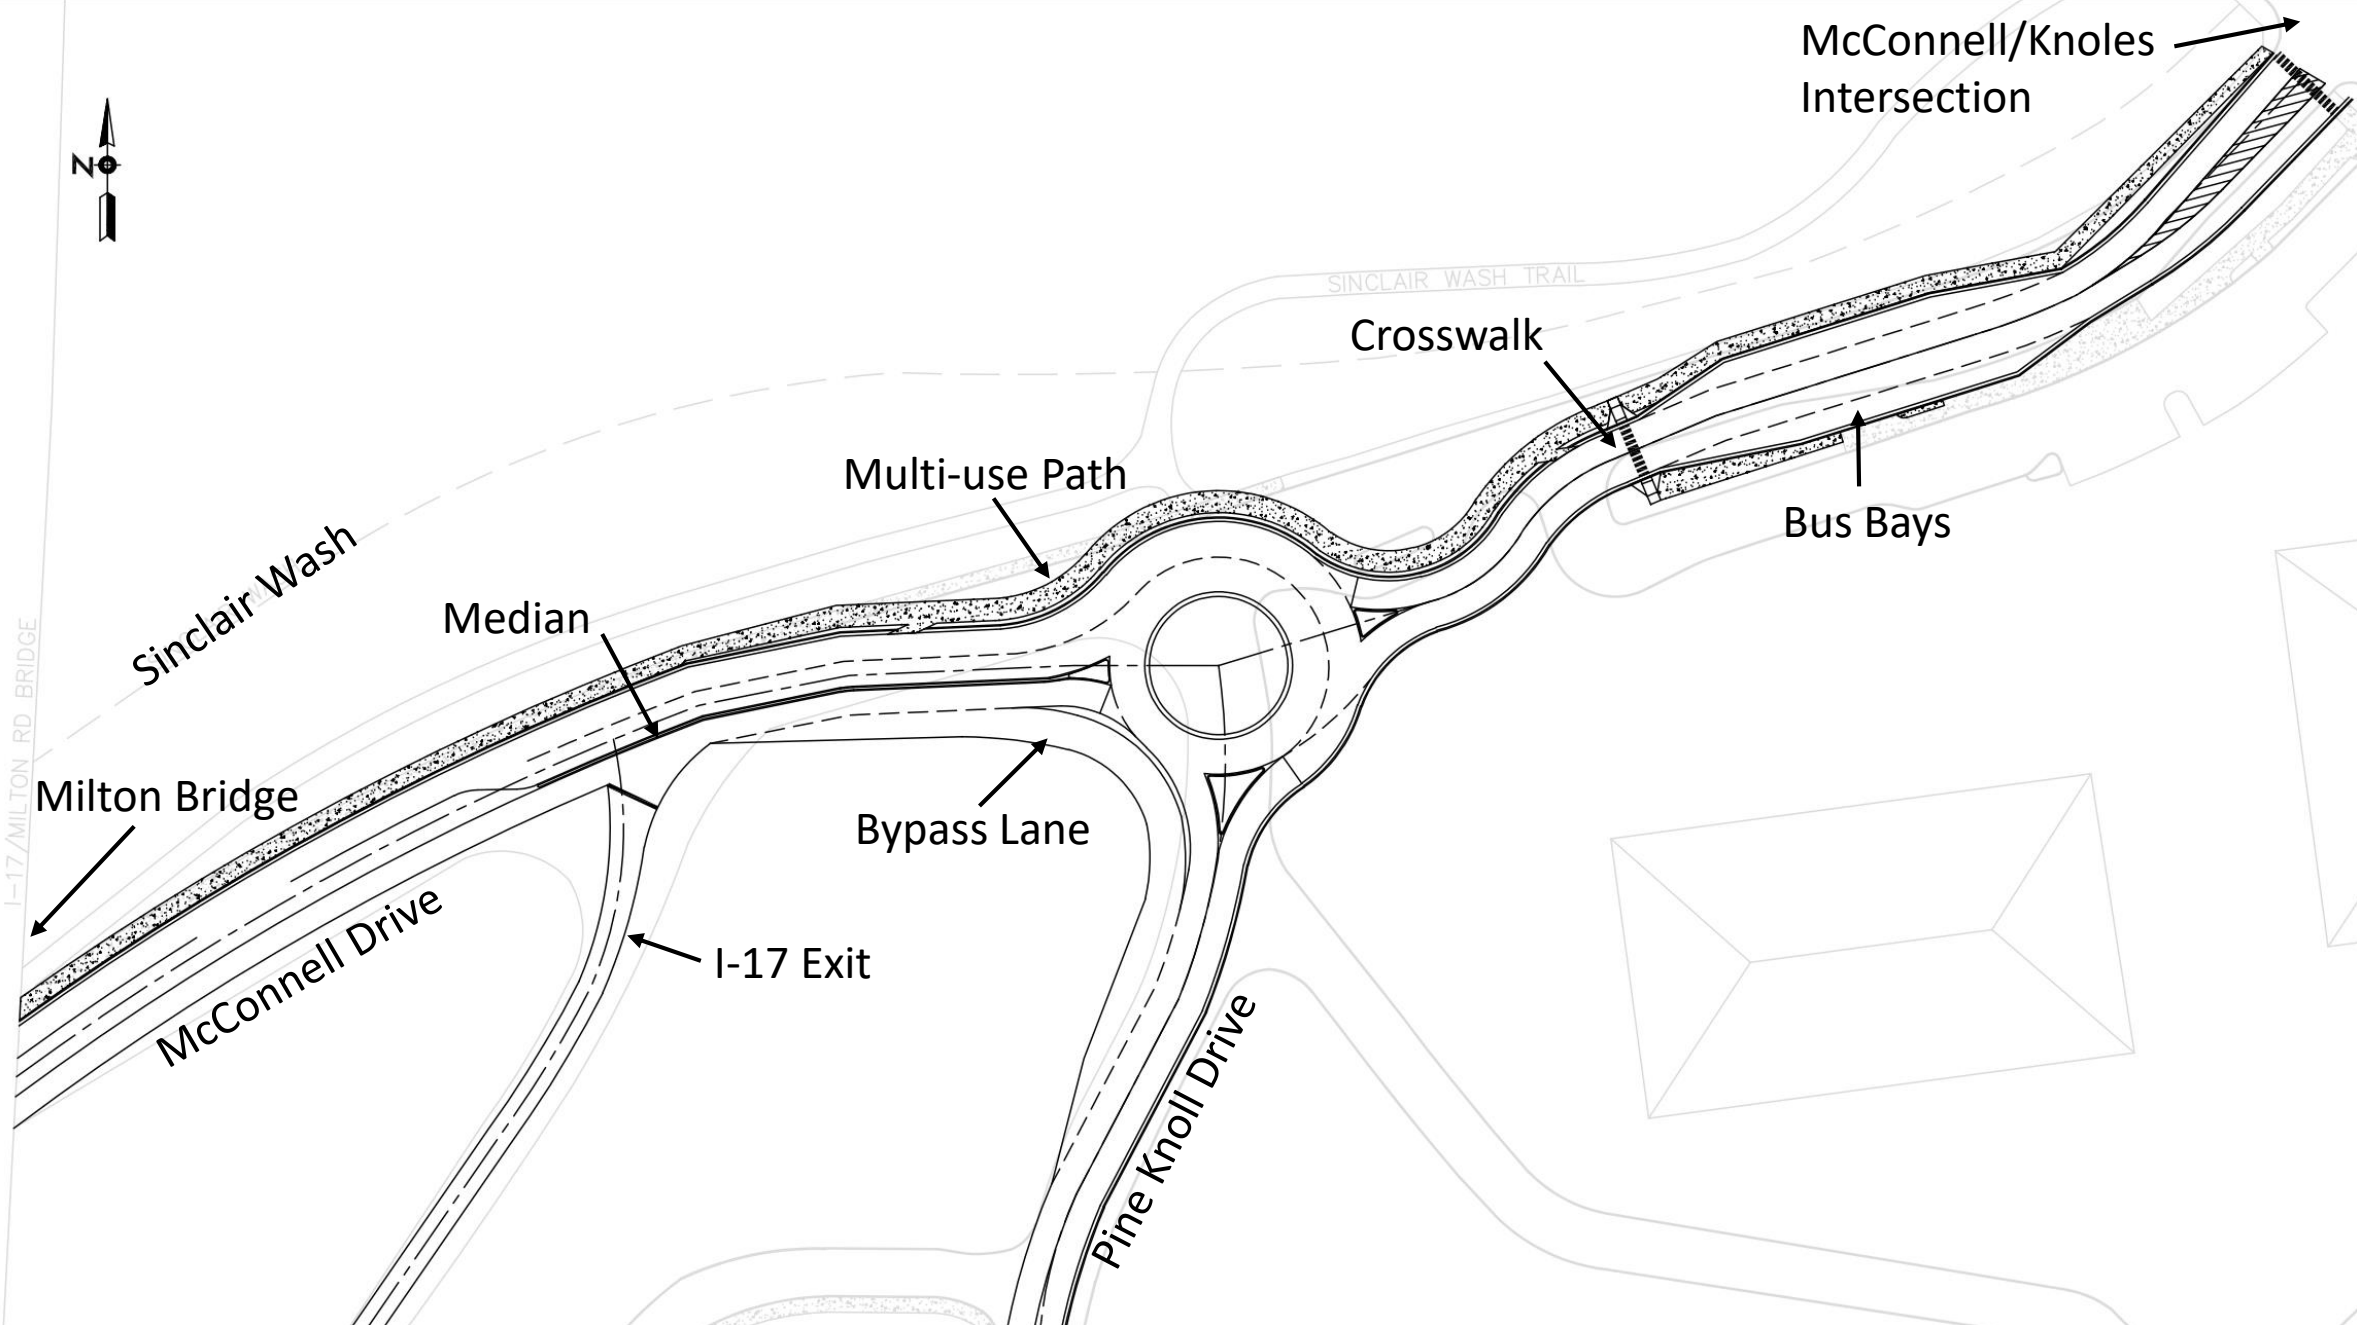 McConnell/Knoles
Intersection
N
SINCLAIR WASH TRAIL
Crosswalk
Multi-use Path
Bus Bays
Sinclair Wash
Median
I-17/MILTON RD BRIDGE
Milton Bridge
Bypass Lane
McConnell Drive
I-17 Exit
Pine Knoll Drive